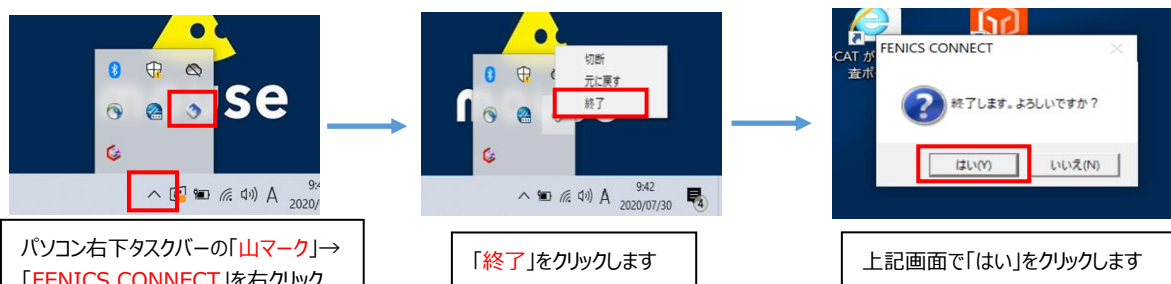 se
A
9:4
2020/
パソコン右下タスクバーの「山マーク」→
「FENICS CONNECT」を右クリック
切断
元に戻す
終了
A
9:42
2020/07/30
4
「終了」をクリックします
CAT が
査ポ
FENICS CONNECT
終了します。よろしいですか？
はい(Y)
いいえ(N)
上記画面で「はい」をクリックします